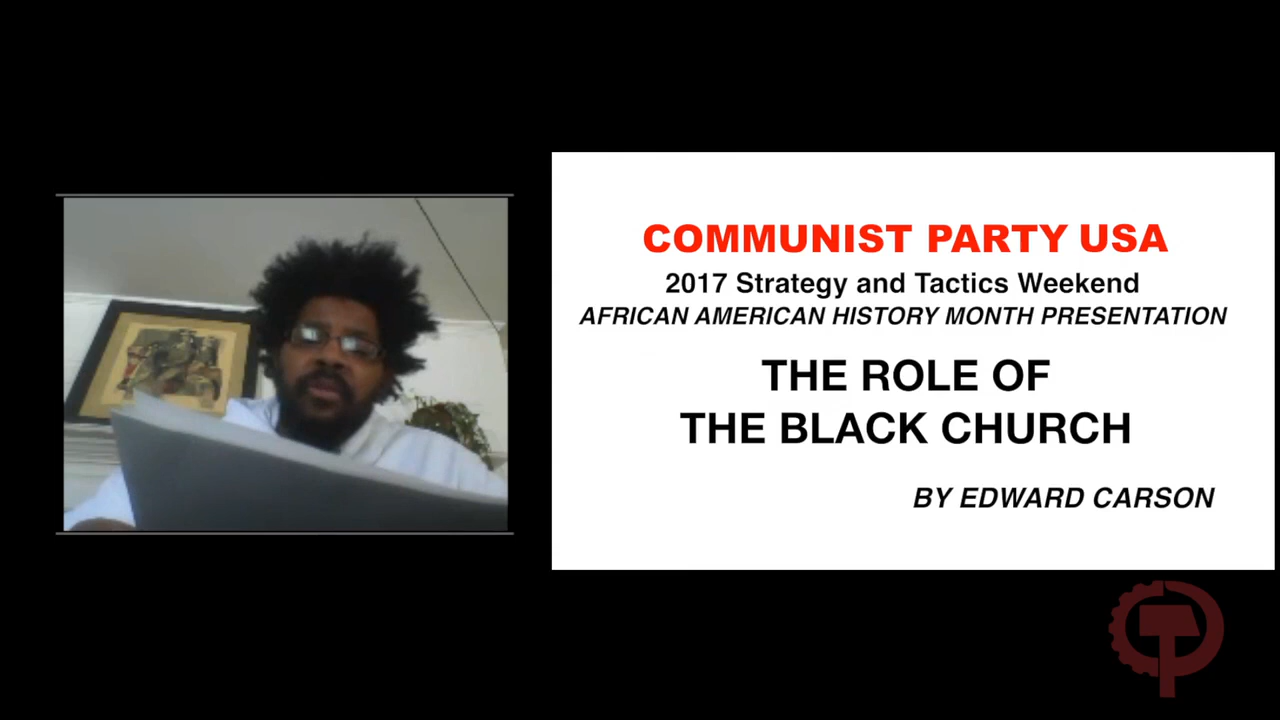 COMMUNIST PARTY USA
2017 Strategy and Tactics Weekend
AFRICAN AMERICAN HISTORY MONTH PRESENTATION
THE ROLE OF
THE BLACK CHURCH
BY EDWARD CARSON